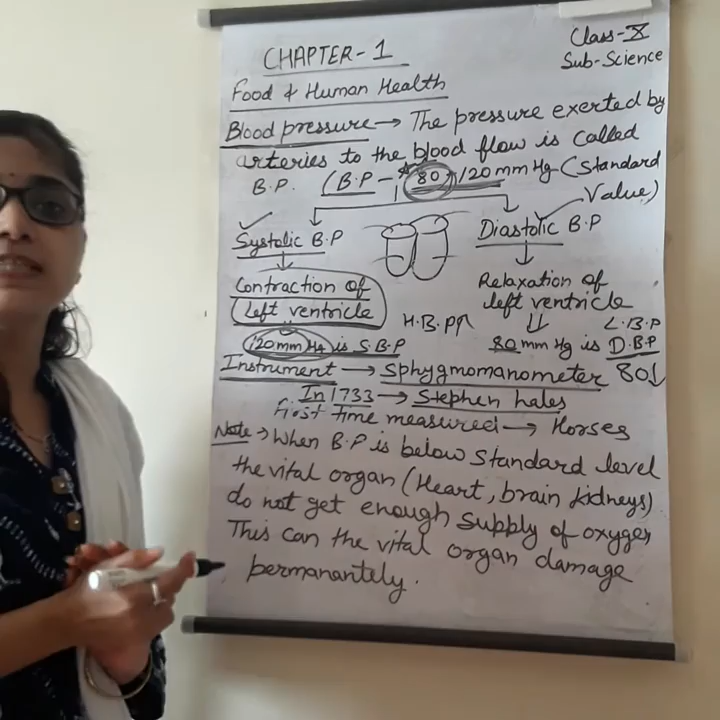 CHAPTER-1
Class-X
Sub-Science
Food & Human Health
Blood pressure → The pressure exerted by
arteries to the blood flow is called
B.P. (B.P - 80/120 mm Hg (Standard
Value)
Systolic B.P
Diastolic B.P
Contraction of
left ventricle
Relaxation of
left ventricle
H.B.P↑
L.B.P
120mm Hg is S.B.P
80 mm Hg is D.B.P
Instrument → Sphygmomanometer 80↓
In 1733 → Stephen hales
First time measured → Horses
Note → When B.P is below standard level
the vital organ (Heart, brain kidneys)
do not get enough supply of oxygen
This can the vital organ damage
permanantely.